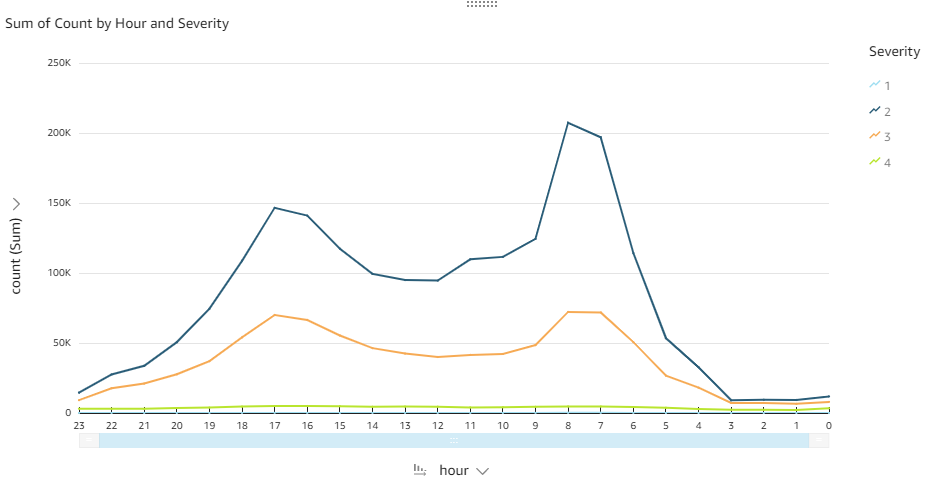 Sum of Count by Hour and Severity
Severity
1
2
3
4
250K
200K
150K
100K
50K
0
count (Sum)
23 22 21 20 19 18 17 16 15 14 13 12 11 10 9 8 7 6 5 4 3 2 1 0
hour